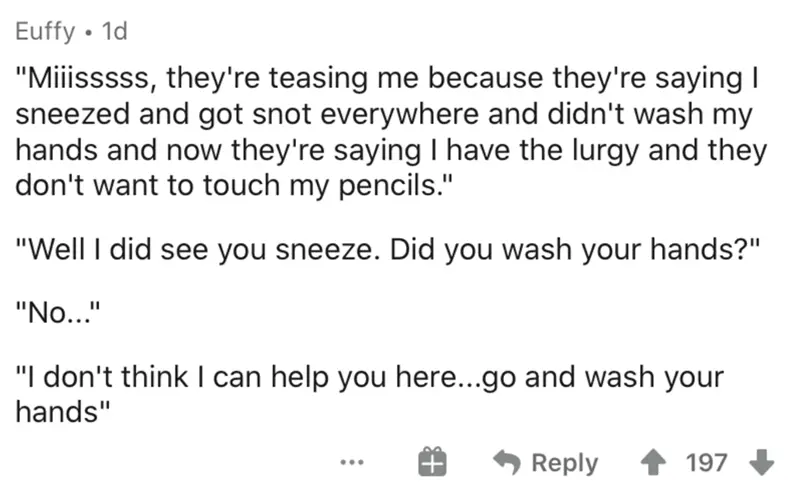 Euffy • 1d
"Miiisssss, they're teasing me because they're saying I
sneezed and got snot everywhere and didn't wash my
hands and now they're saying I have the lurgy and they
don't want to touch my pencils."
"Well I did see you sneeze. Did you wash your hands?"
"No..."
"I don't think I can help you here...go and wash your
hands"
... Reply 197